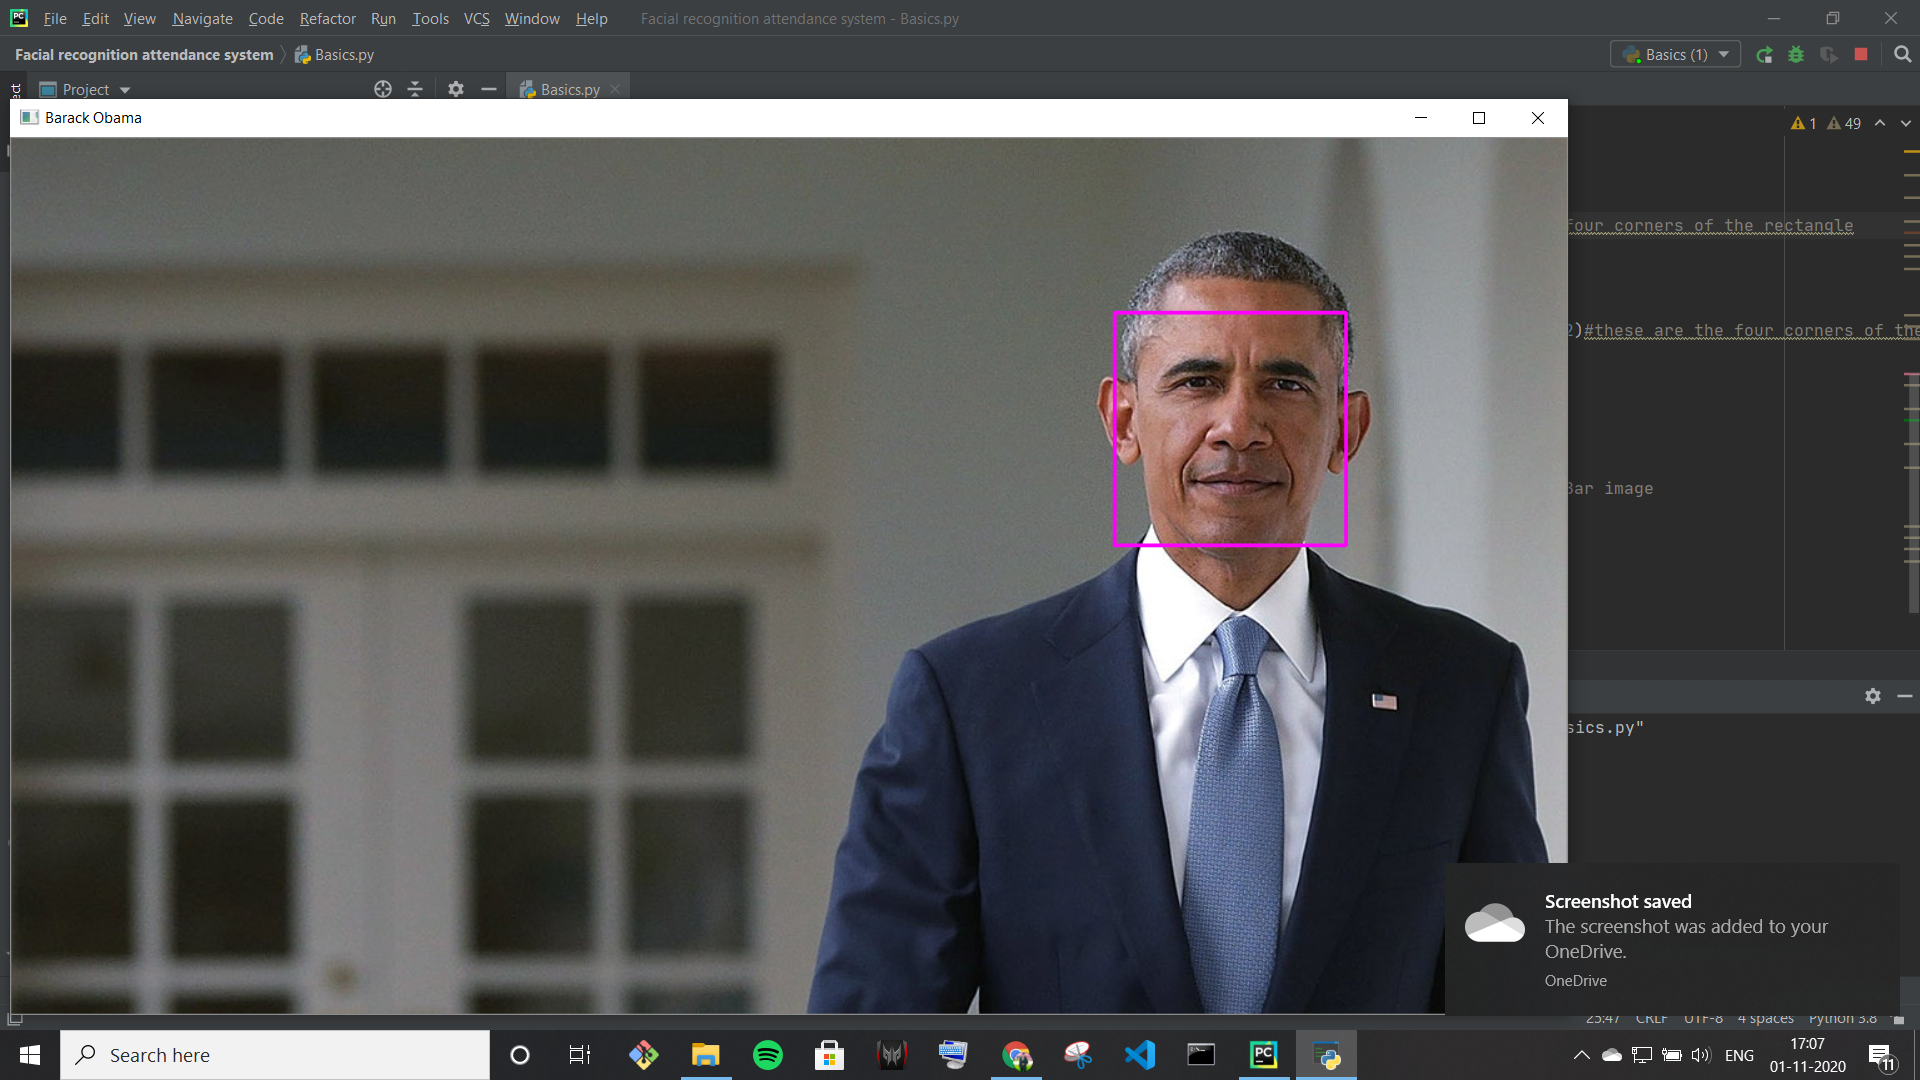 File Edit View Navigate Code Refactor Run Tools VCS Window Help Facial recognition attendance system - Basics.py
Facial recognition attendance system Basics.py Basics (1)
Project Basics.py
Barack Obama
1 49
four corners of the rectangle
2)#these are the four corners of the
Bar image
sics.py"
Screenshot saved
The screenshot was added to your
OneDrive.
OneDrive
25:47 CRLF UTF-8 4 spaces Python 3.8
Search here
PC
ENG
17:07
01-11-2020
11